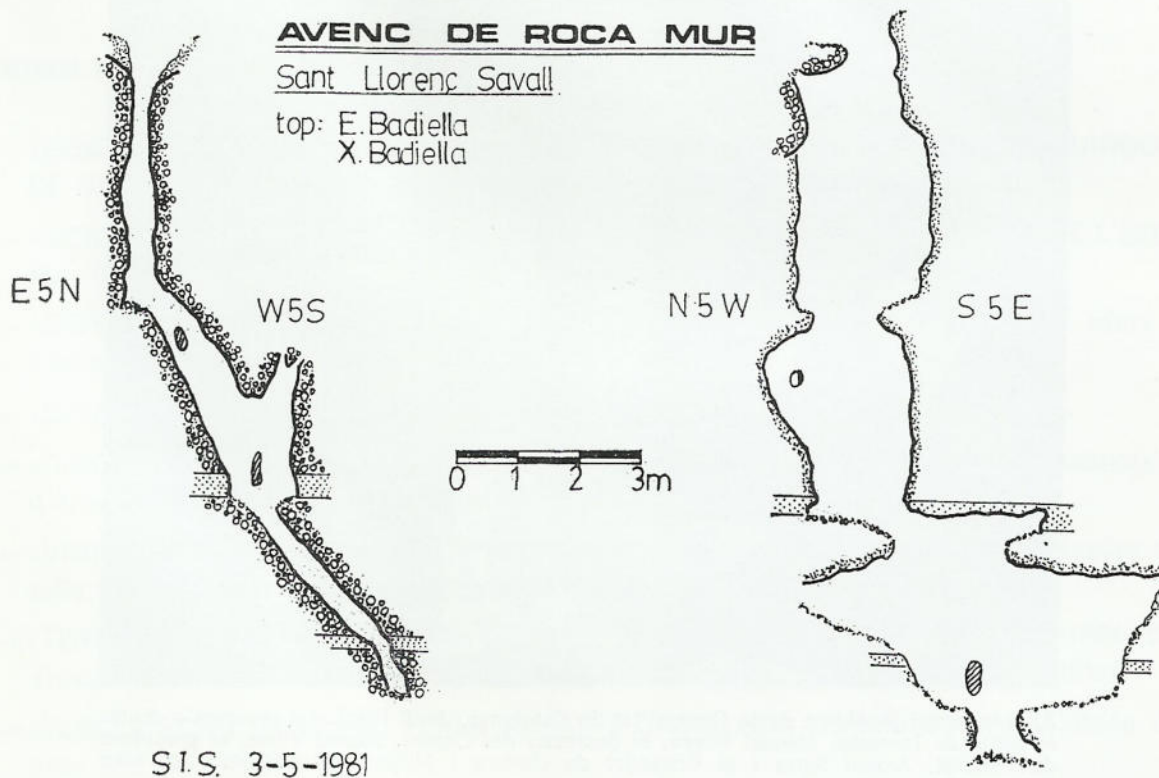 AVENC DE ROCA MUR
Sant Llorenç Savall
top: E. Badiella
X. Badiella
E5N
W5S
N5W
S5E
0 1 2 3m
S.I.S. 3-5-1981